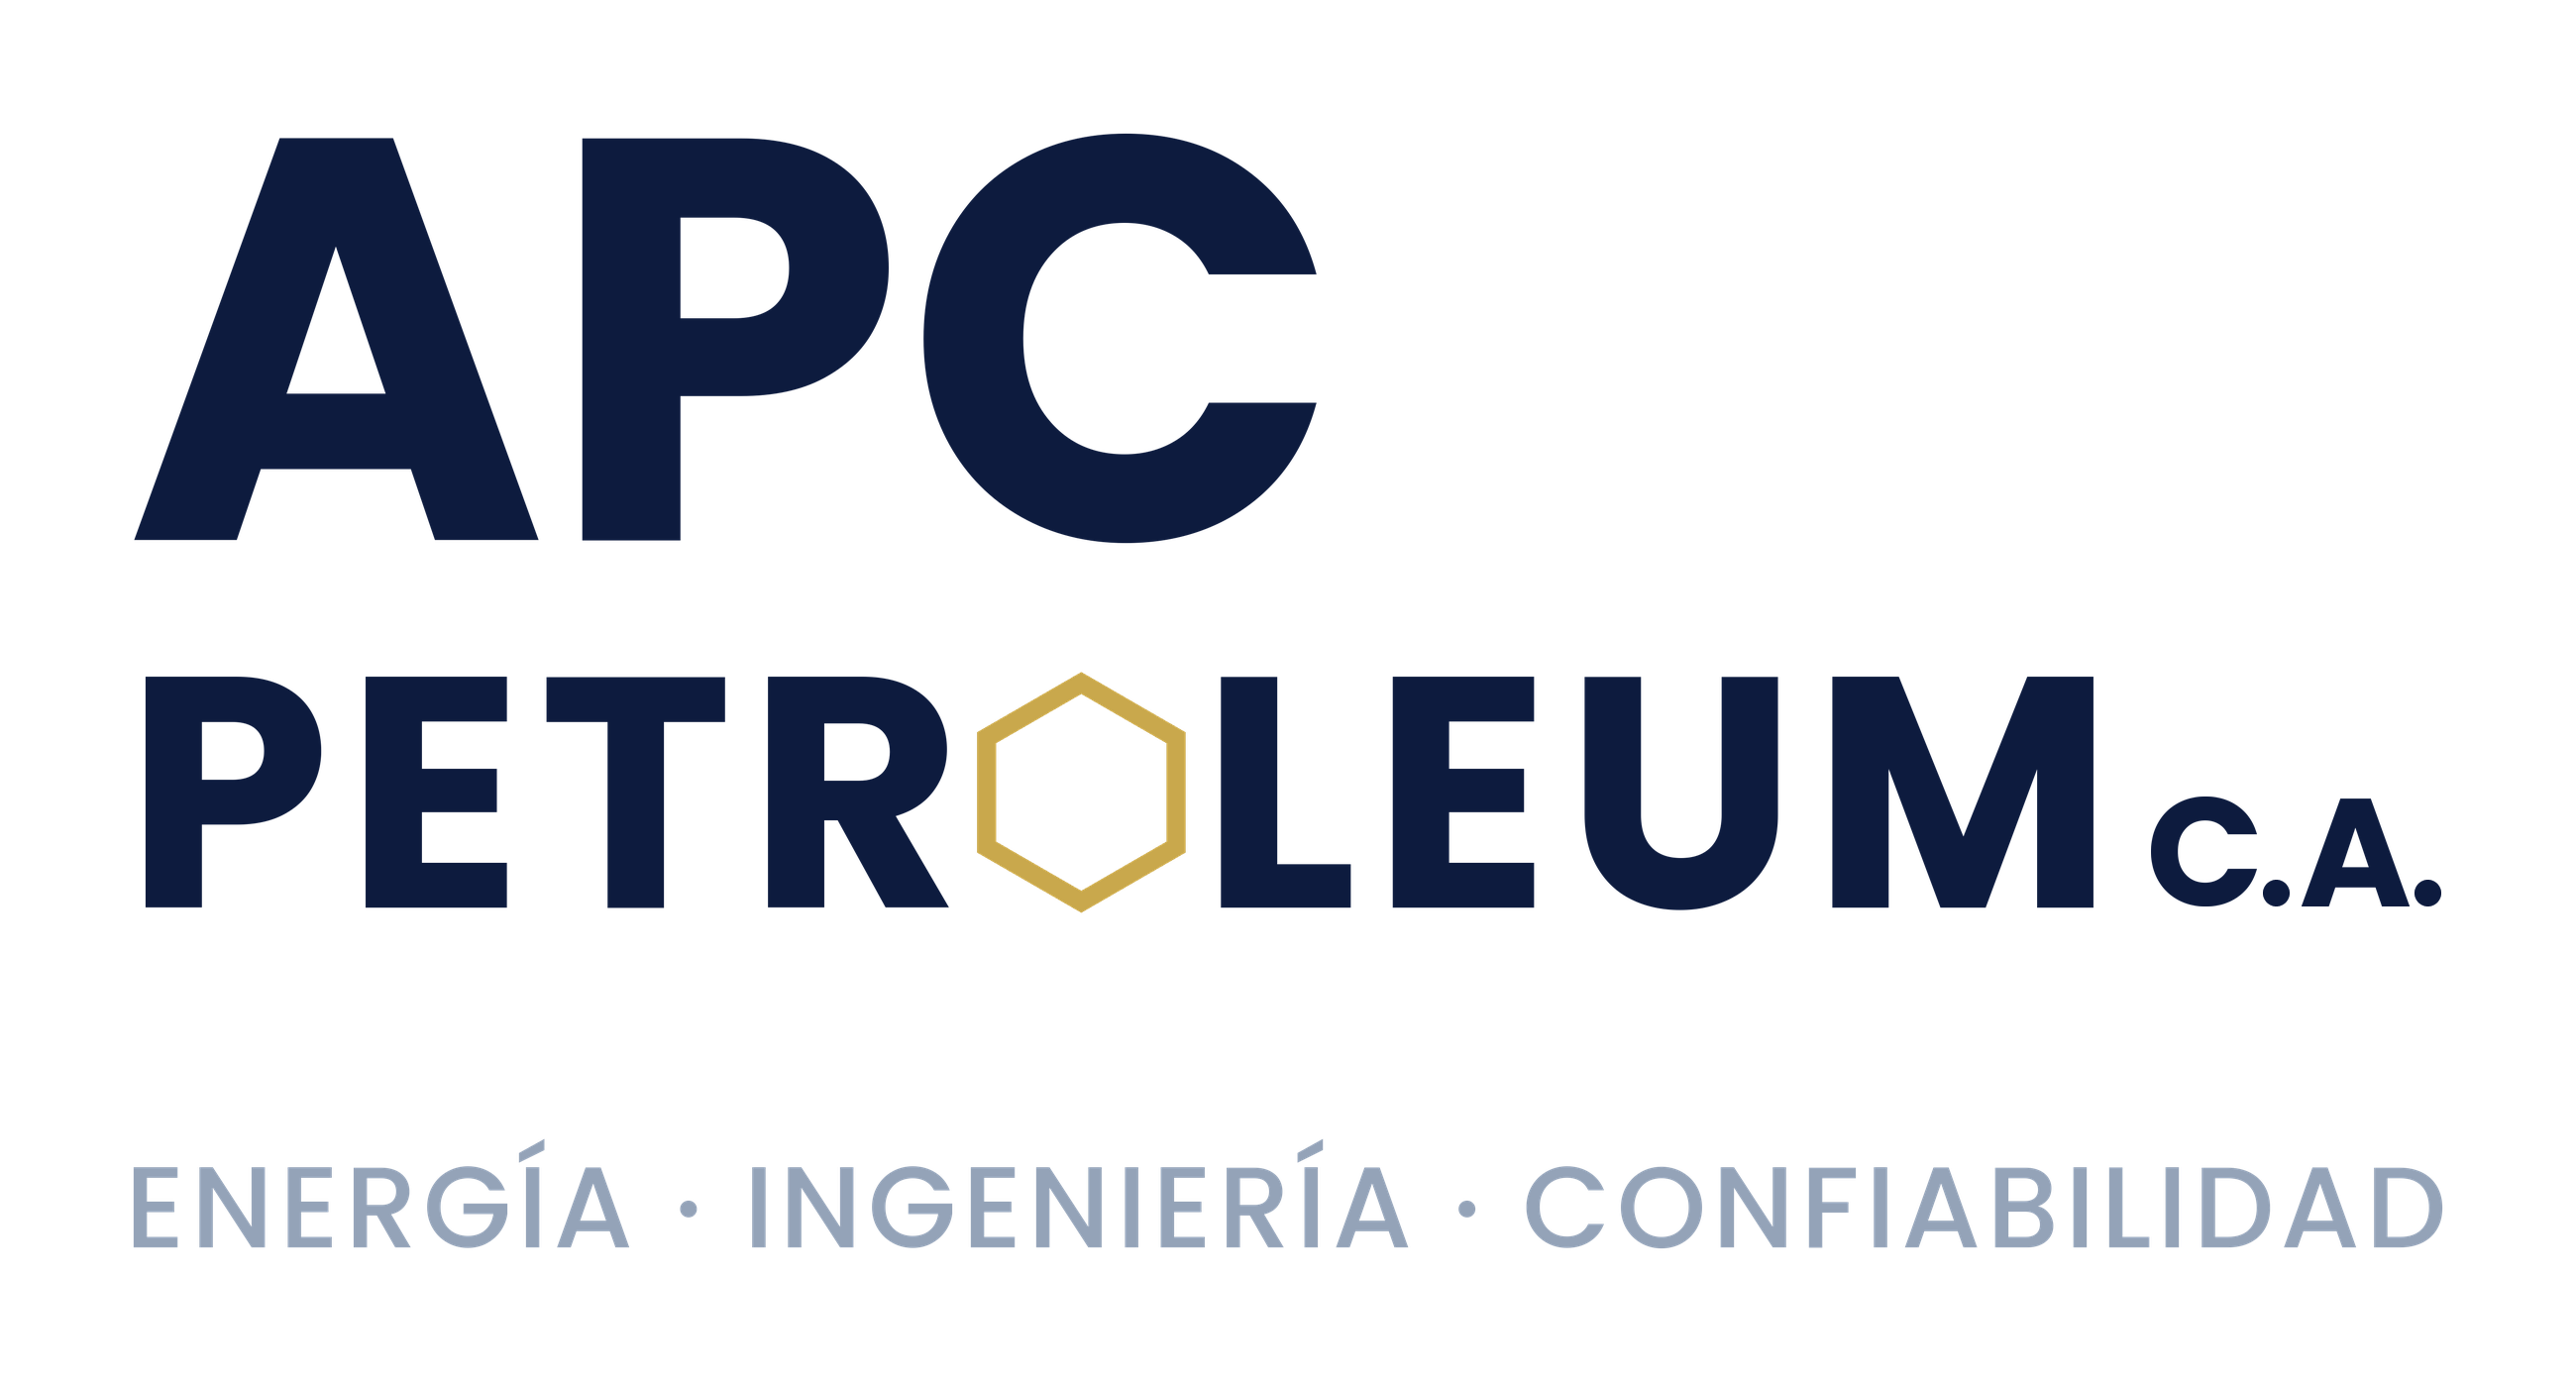 APC
PETROLEUM C.A.
ENERGÍA · INGENIERÍA · CONFIABILIDAD